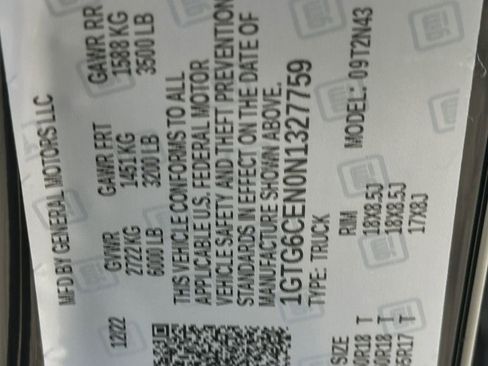 MFD BY GENERAL MOTORS LLC
12/22 GVWR GAWR FRT GAWR RR
2722 KG 1451 KG 1588 KG
6000 LB 3200 LB 3500 LB
THIS VEHICLE CONFORMS TO ALL
APPLICABLE U.S. FEDERAL MOTOR
VEHICLE SAFETY AND THEFT PREVENTION
STANDARDS IN EFFECT ON THE DATE OF
MANUFACTURE SHOWN ABOVE.
1GTG6CEN0N1327759
TYPE: TRUCK MODEL: 09T2N43
SIZE RIM
0R18 T 18X8.5J
0R18 T 18X8.5J
5R17 T 17X8J